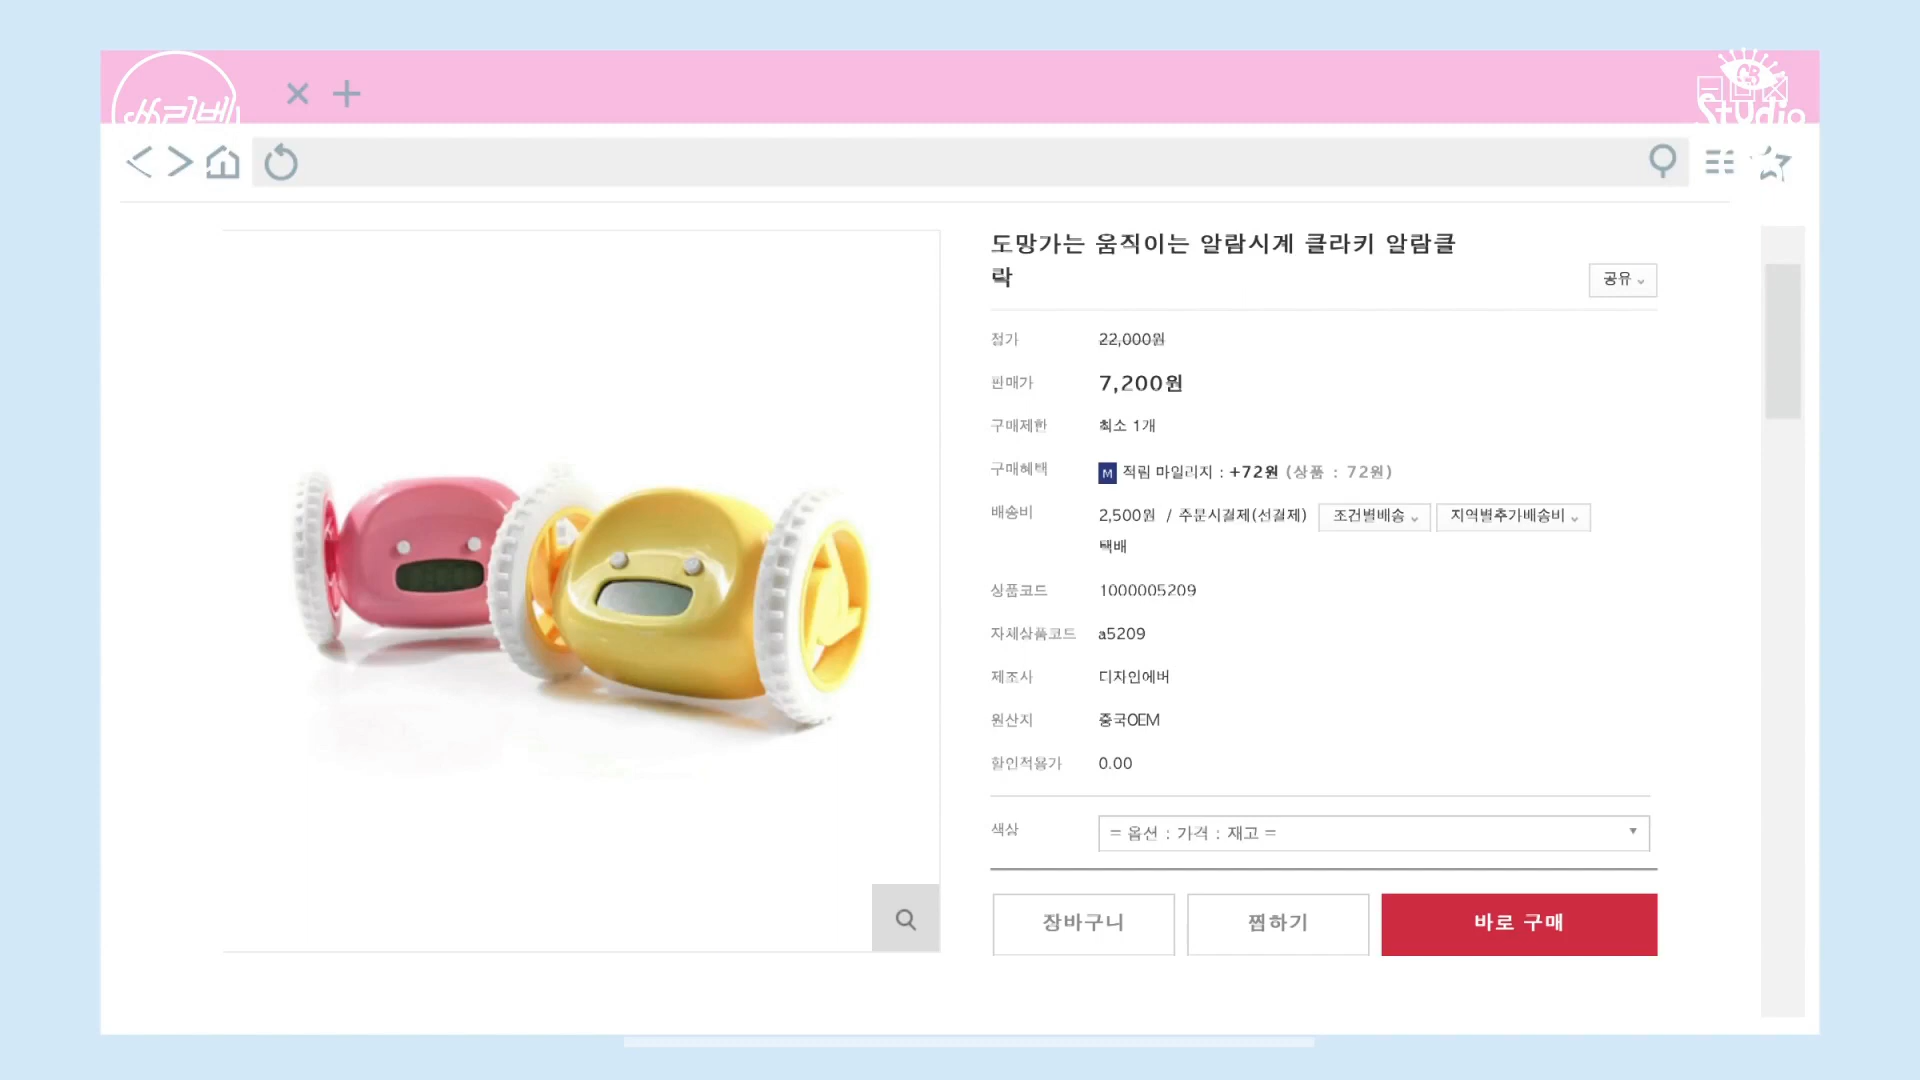 쓰리베
CB
Studio
도망가는 움직이는 알람시계 클라키 알람클
락
공유
정가 22,000원
판매가 7,200원
구매제한 최소 1개
구매혜택 M 적립 마일리지 : +72원 (상품 : 72원)
배송비 2,500원 / 주문시결제(선결제) 조건별배송 지역별추가배송비
택배
상품코드 1000005209
자체상품코드 a5209
제조사 디자인에버
원산지 중국OEM
할인적용가 0.00
색상 = 옵션 : 가격 : 재고 =
장바구니 찜하기 바로 구매